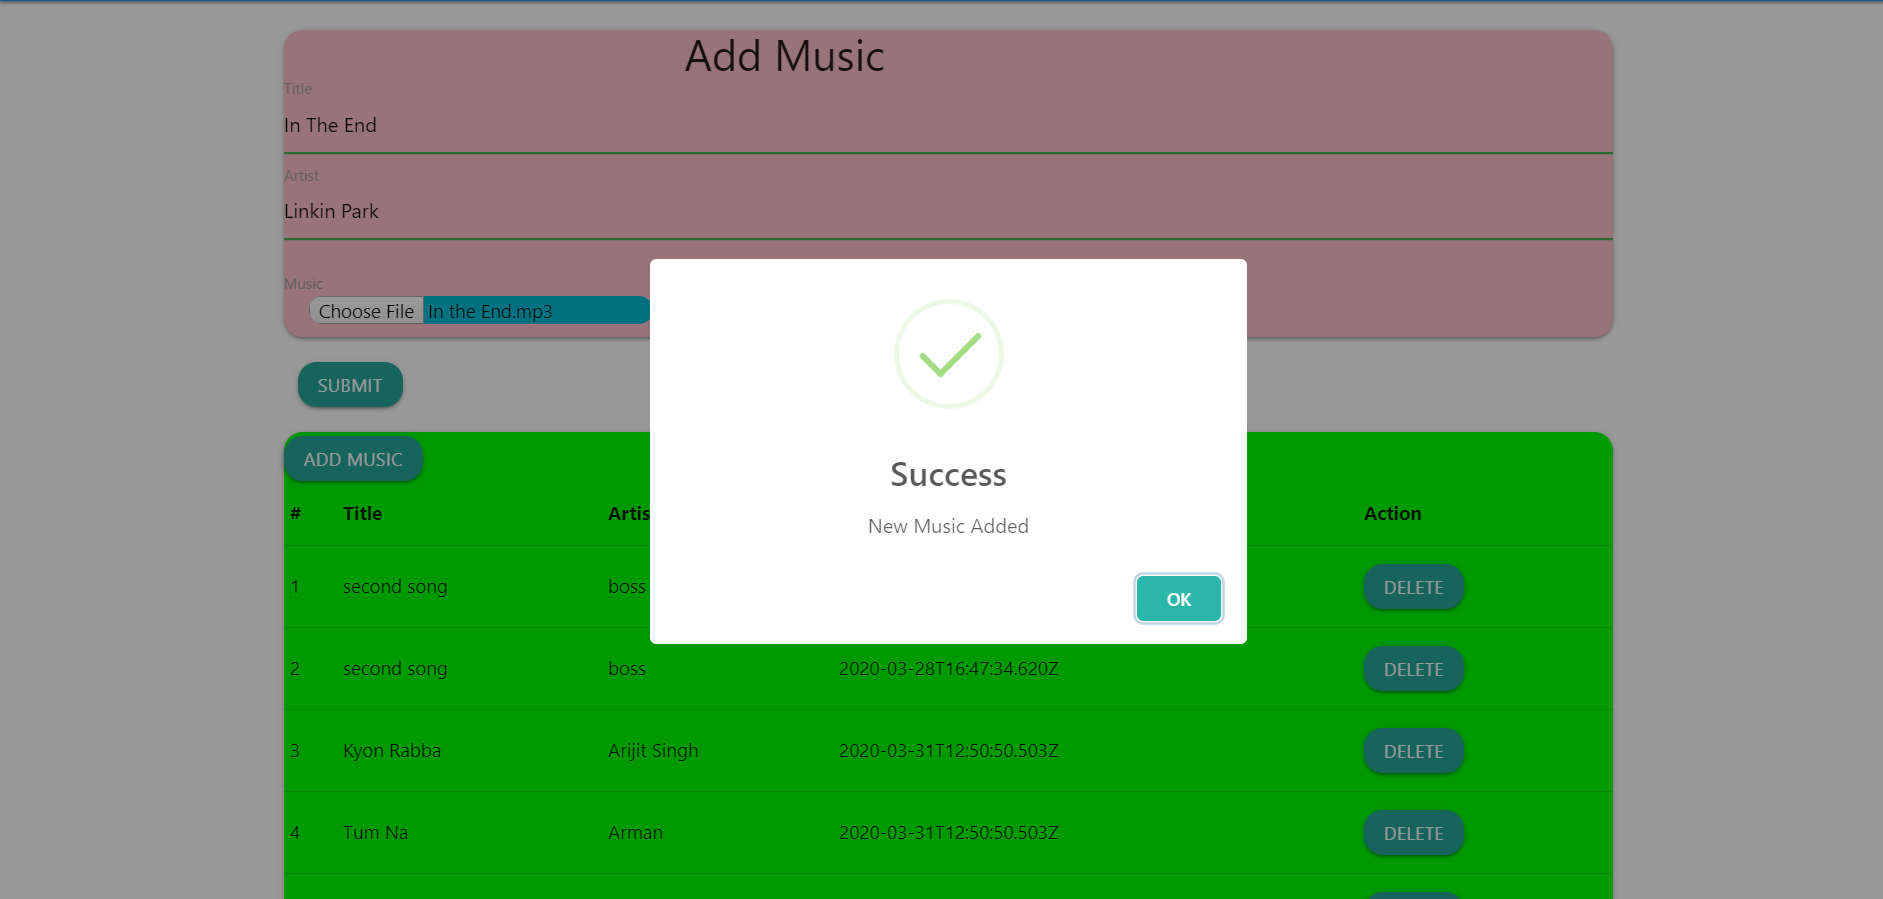 Add Music
Title
In The End
Artist
Linkin Park
Music
Choose File In the End.mp3
SUBMIT
Success
New Music Added
OK
ADD MUSIC
# Title Artis Action
1 second song boss DELETE
2 second song boss 2020-03-28T16:47:34.620Z DELETE
3 Kyon Rabba Arijit Singh 2020-03-31T12:50:50.503Z DELETE
4 Tum Na Arman 2020-03-31T12:50:50.503Z DELETE